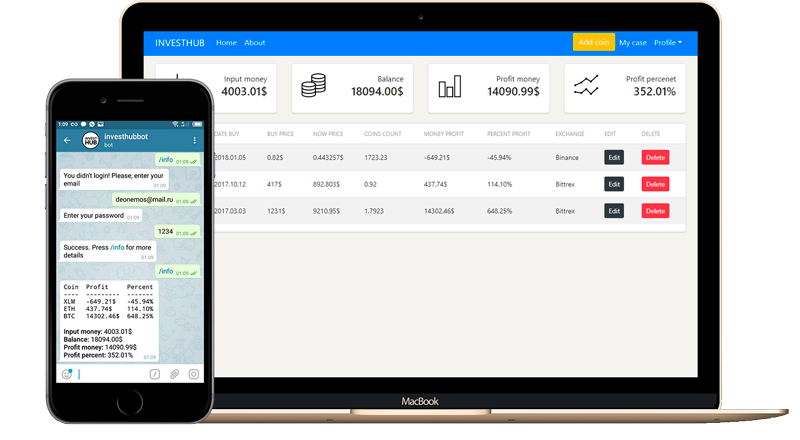 INVESTHUB Home About Add coin My case Profile
Input money
4003.01$
Balance
18094.00$
Profit money
14090.99$
Profit percenet
352.01%
DATE BUY BUY PRICE NOW PRICE COINS COUNT MONEY PROFIT PERCENT PROFIT EXCHANGE EDIT DELETE
2018.01.05 0.82$ 0.443257$ 1723.23 -649.21$ -45.94% Binance Edit Delete
2017.10.12 417$ 892.803$ 0.92 437.74$ 114.10% Bittrex Edit Delete
2017.03.03 1231$ 9210.95$ 1.7923 14302.46$ 648.25% Bittrex Edit Delete
MacBook
1:09
INVEST
HUB
investhubbot
bot
/info 01:09
You didn't login! Please, enter your
email 01:09
deonemos@mail.ru 01:09
Enter your password 01:09
1234 01:09
Success. Press /info for more
details 01:09
/info 01:09
Coin Profit Percent
---- --------- -------
XLM -649.21$ -45.94%
ETH 437.74$ 114.10%
BTC 14302.46$ 648.25%
Input money: 4003.01$
Balance: 18094.00$
Profit money: 14090.99$
Profit percent: 352.01% 01:09